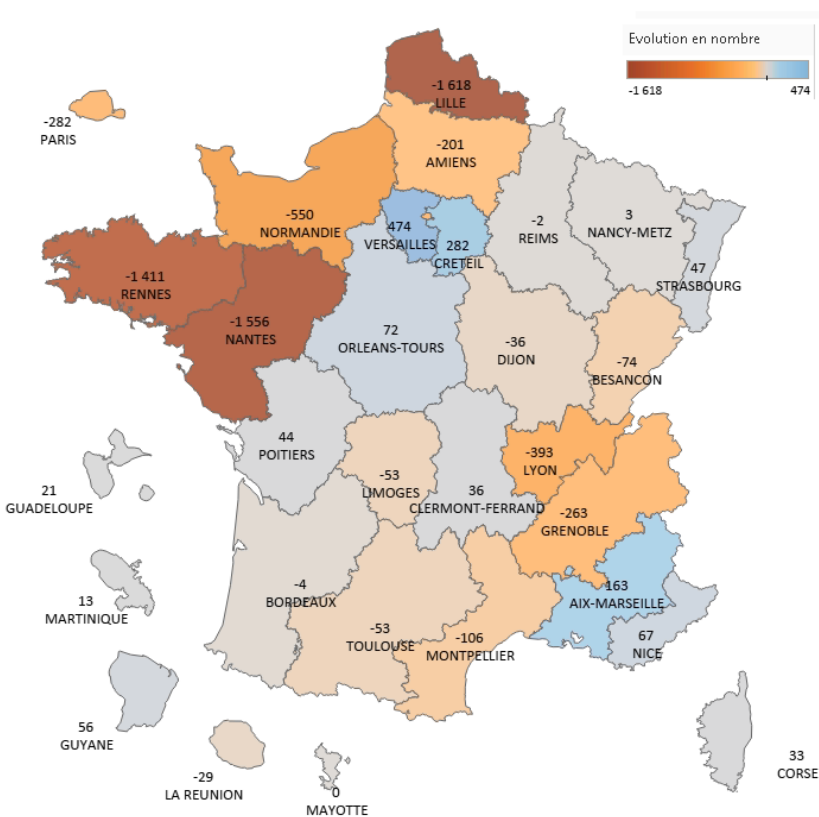 Evolution en nombre
-1 618
474
-1 618
LILLE
-282
PARIS
-201
AMIENS
-550
NORMANDIE
474
VERSAILLES
282
CRETEIL
-2
REIMS
3
NANCY-METZ
47
STRASBOURG
-1 411
RENNES
-1 556
NANTES
72
ORLEANS-TOURS
-36
DIJON
-74
BESANCON
44
POITIERS
-53
LIMOGES
36
CLERMONT-FERRAND
-393
LYON
-263
GRENOBLE
21
GUADELOUPE
13
MARTINIQUE
-4
BORDEAUX
-53
TOULOUSE
-106
MONTPELLIER
163
AIX-MARSEILLE
67
NICE
56
GUYANE
-29
LA REUNION
0
MAYOTTE
33
CORSE